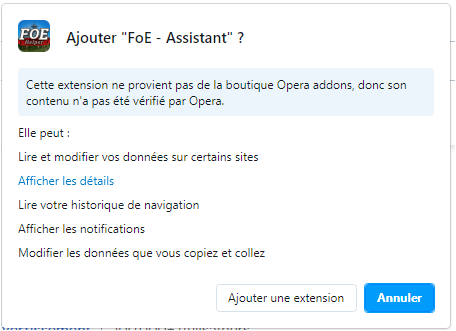 FOE
Helper
Ajouter "FoE - Assistant" ?
Cette extension ne provient pas de la boutique Opera addons, donc son
contenu n'a pas été vérifié par Opera.
Elle peut :
Lire et modifier vos données sur certains sites
Afficher les détails
Lire votre historique de navigation
Afficher les notifications
Modifier les données que vous copiez et collez
Ajouter une extension
Annuler